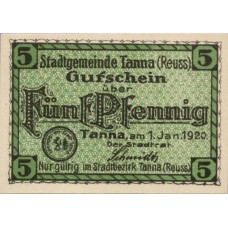 5 Stadtgemeinde Tanna (Reuss) 5
Gutschein
über
Fünf Pfennig
Tanna, am 1. Jan. 1920.
Der Stadtrat
Schmidt
5 Nur gültig im Stadtbezirk Tanna (Reuss) 5